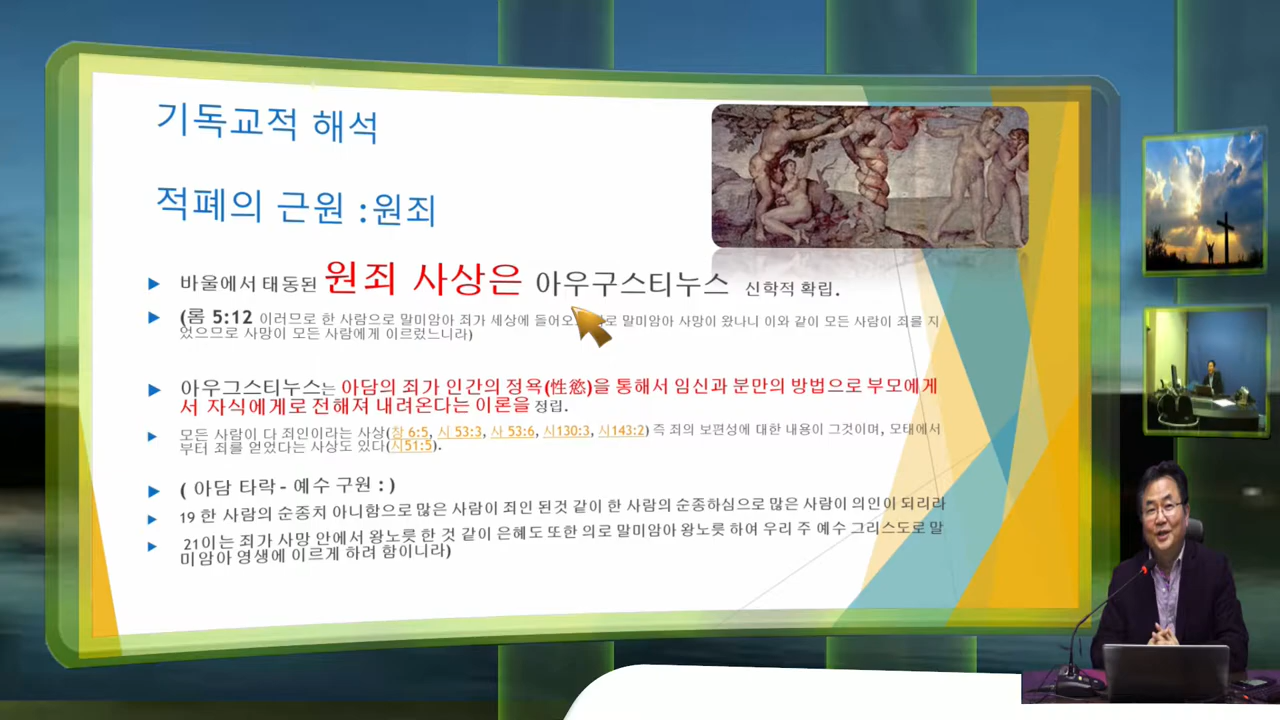 기독교적 해석
적폐의 근원 :원죄
바울에서 태동된 원죄 사상은 아우구스티누스 신학적 확립.
(롬 5:12 이러므로 한 사람으로 말미암아 죄가 세상에 들어오 로 말미암아 사망이 왔나니 이와 같이 모든 사람이 죄를 지
었으므로 사망이 모든 사람에게 이르렀느니라)
아우그스티누스는 아담의 죄가 인간의 정욕(性慾)을 통해서 임신과 분만의 방법으로 부모에게
서 자식에게로 전해져 내려온다는 이론을 정립.
모든 사람이 다 죄인이라는 사상(창 6:5, 시 53:3, 사 53:6, 시130:3, 시143:2) 즉 죄의 보편성에 대한 내용이 그것이며, 모태에서
부터 죄를 얻었다는 사상도 있다(시51:5).
( 아담 타락 - 예수 구원 : )
19 한 사람의 순종치 아니함으로 많은 사람이 죄인 된것 같이 한 사람의 순종하심으로 많은 사람이 의인이 되리라
21이는 죄가 사망 안에서 왕노릇 한 것 같이 은혜도 또한 의로 말미암아 왕노릇 하여 우리 주 예수 그리스도로 말
미암아 영생에 이르게 하려 함이니라)